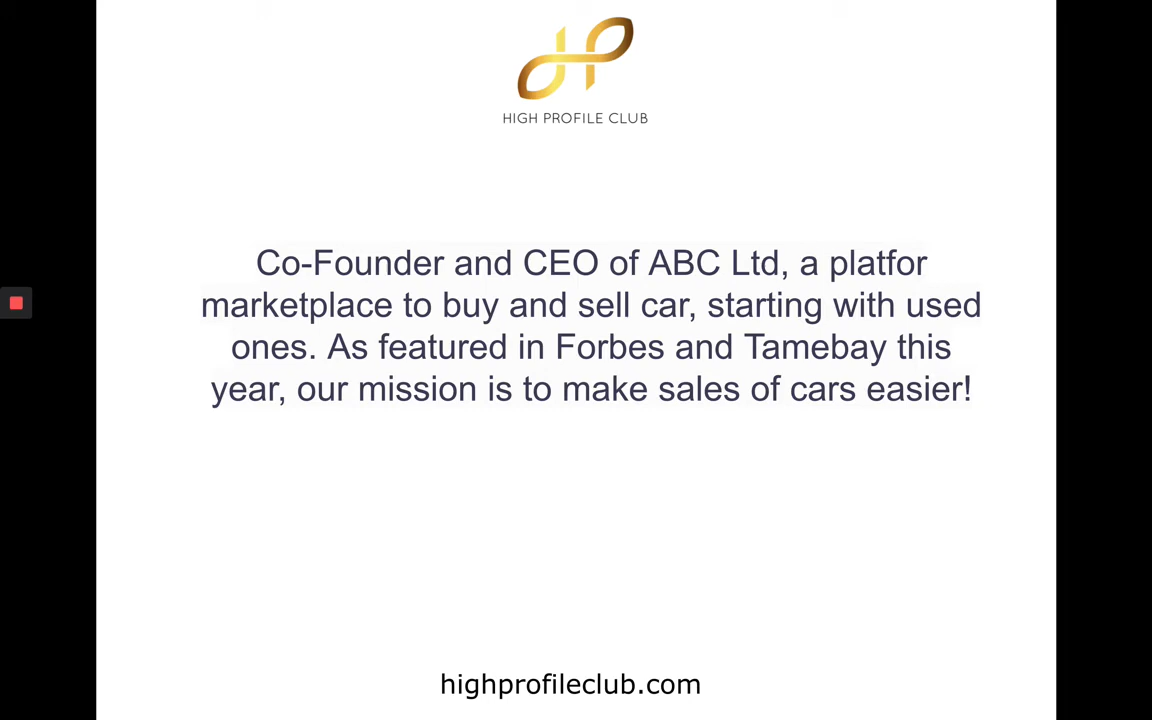 HIGH PROFILE CLUB
Co-Founder and CEO of ABC Ltd, a platfor
marketplace to buy and sell car, starting with used
ones. As featured in Forbes and Tamebay this
year, our mission is to make sales of cars easier!
highprofileclub.com